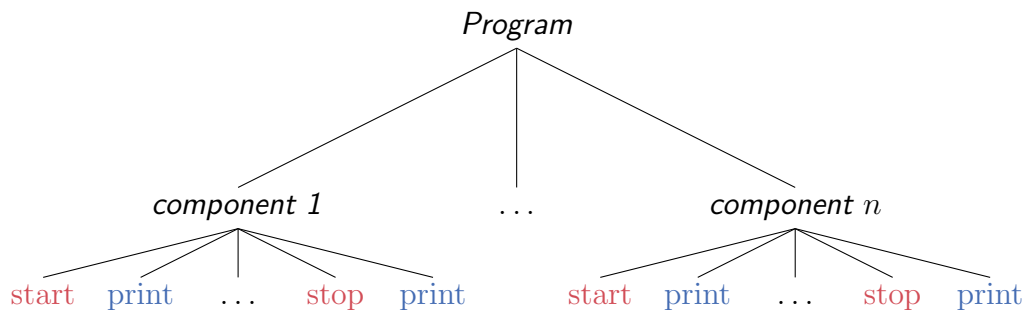 Program
component 1 ... component n
start print ... stop print start print ... stop print